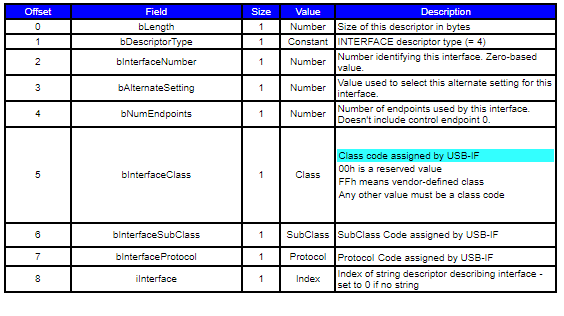 Offset Field Size Value Description
0 bLength 1 Number Size of this descriptor in bytes
1 bDescriptorType 1 Constant INTERFACE descriptor type (= 4)
2 bInterfaceNumber 1 Number Number identifying this interface. Zero-based
value.
3 bAlternateSetting 1 Number Value used to select this alternate setting for this
interface.
4 bNumEndpoints 1 Number Number of endpoints used by this interface.
Doesn't include control endpoint 0.
5 bInterfaceClass 1 Class Class code assigned by USB-IF
00h is a reserved value
FFh means vendor-defined class
Any other value must be a class code
6 bInterfaceSubClass 1 SubClass SubClass Code assigned by USB-IF
7 bInterfaceProtocol 1 Protocol Protocol Code assigned by USB-IF
8 iInterface 1 Index Index of string descriptor describing interface -
set to 0 if no string